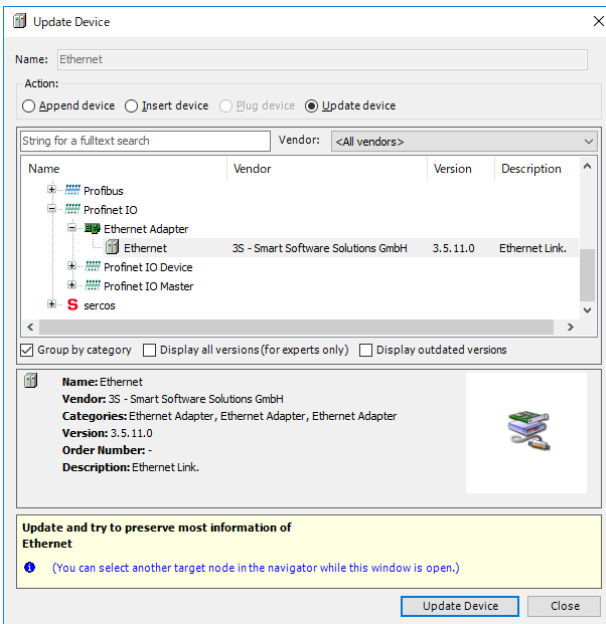 Update Device
Name: Ethernet
Action:
Append device Insert device Plug device Update device
String for a fulltext search Vendor: <All vendors>
Name Vendor Version Description
Profibus
Profinet IO
Ethernet Adapter
Ethernet 3S - Smart Software Solutions GmbH 3.5.11.0 Ethernet Link.
Profinet IO Device
Profinet IO Master
S sercos
Group by category Display all versions (for experts only) Display outdated versions
Name: Ethernet
Vendor: 3S - Smart Software Solutions GmbH
Categories: Ethernet Adapter, Ethernet Adapter, Ethernet Adapter
Version: 3.5.11.0
Order Number: -
Description: Ethernet Link.
Update and try to preserve most information of
Ethernet
(You can select another target node in the navigator while this window is open.)
Update Device Close